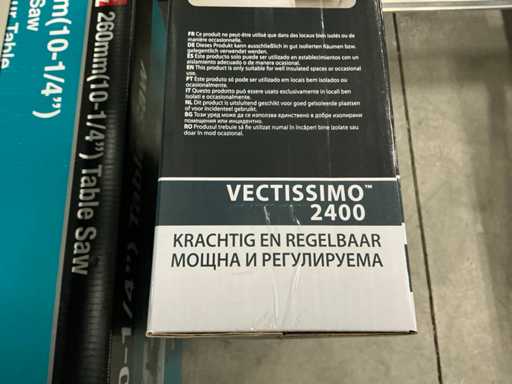 FR Ce produit ne peut être utilisé que dans des locaux bien isolés ou de
manière occasionnelle.
DE Dieses Produkt kann ausschließlich in gut isolierten Räumen bzw.
gelegentlich verwendet werden.
ES Este producto solo puede ser utilizado en establecimientos con un
aislamiento adecuado o de manera ocasional.
EN This product is only suitable for well insulated spaces or occasional
use.
PT Este produto só pode ser utilizado em locais bem isolados ou
ocasionalmente.
IT Questo prodotto può essere usato esclusivamente in locali ben isolati
e occasionalmente.
NL Dit product is uitsluitend geschikt voor goed geïsoleerde plaatsen
of voor incidenteel gebruik.
BG Този уред може да се използва единствено в добре изолирани
помещения или инцидентно.
RO Produsul trebuie să fie utilizat numai în încăperi bine izolate sau
doar în mod ocazional.
VECTISSIMO™
2400
KRACHTIG EN REGELBAAR
МОЩНА И РЕГУЛИРУЕМА
260mm(10-1/4") Table Saw
mm(10-1/4")
Table
Saw